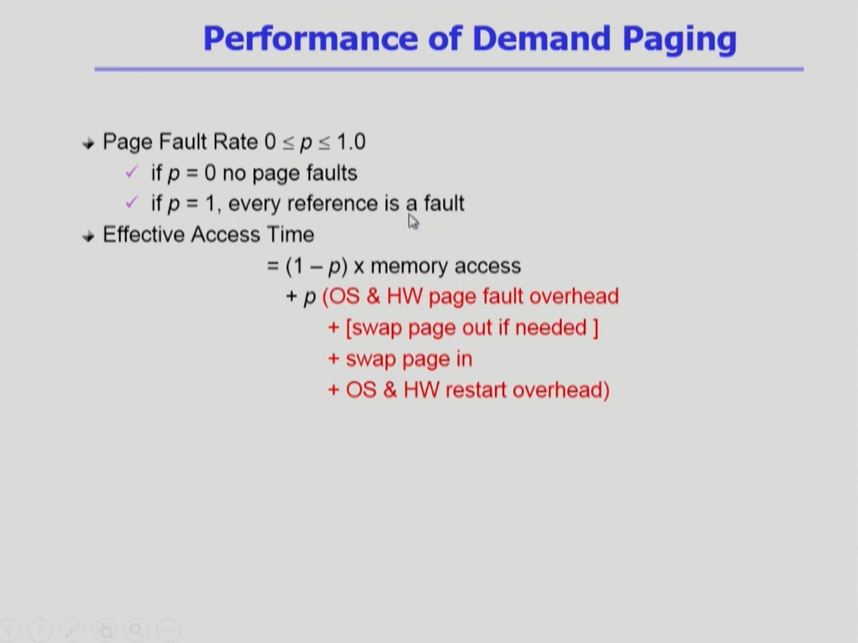 Performance of Demand Paging
Page Fault Rate 0 ≤ p ≤ 1.0
if p = 0 no page faults
if p = 1, every reference is a fault
Effective Access Time
= (1 – p) x memory access
+ p (OS & HW page fault overhead
+ [swap page out if needed ]
+ swap page in
+ OS & HW restart overhead)